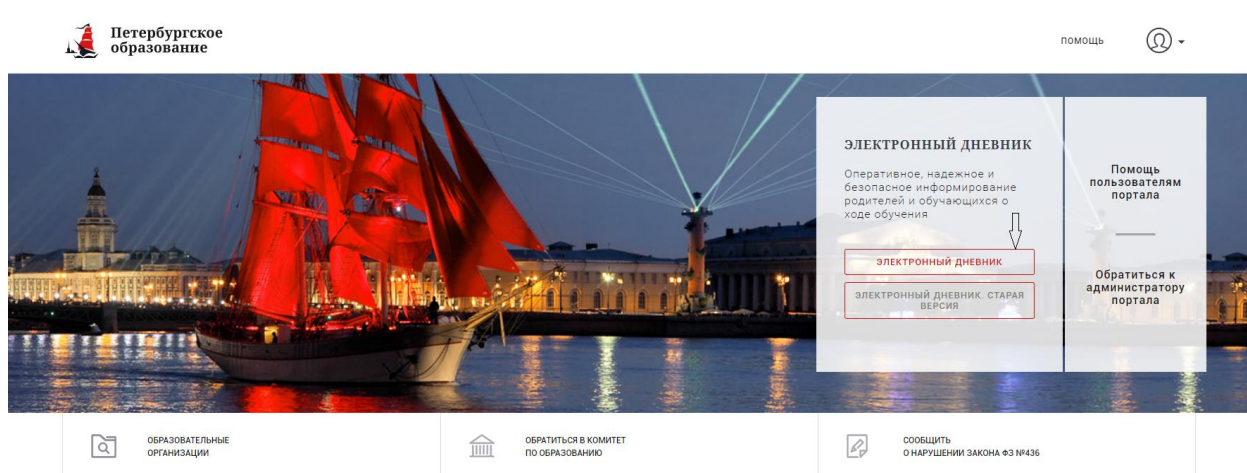 Петербургское
образование
помощь
ЭЛЕКТРОННЫЙ ДНЕВНИК
Оперативное, надежное и
безопасное информирование
родителей и обучающихся о
ходе обучения
ЭЛЕКТРОННЫЙ ДНЕВНИК
ЭЛЕКТРОННЫЙ ДНЕВНИК. СТАРАЯ
ВЕРСИЯ
Помощь
пользователям
портала
Обратиться к
администратору
портала
ОБРАЗОВАТЕЛЬНЫЕ
ОРГАНИЗАЦИИ
ОБРАТИТЬСЯ В КОМИТЕТ
ПО ОБРАЗОВАНИЮ
СООБЩИТЬ
О НАРУШЕНИИ ЗАКОНА ФЗ №436